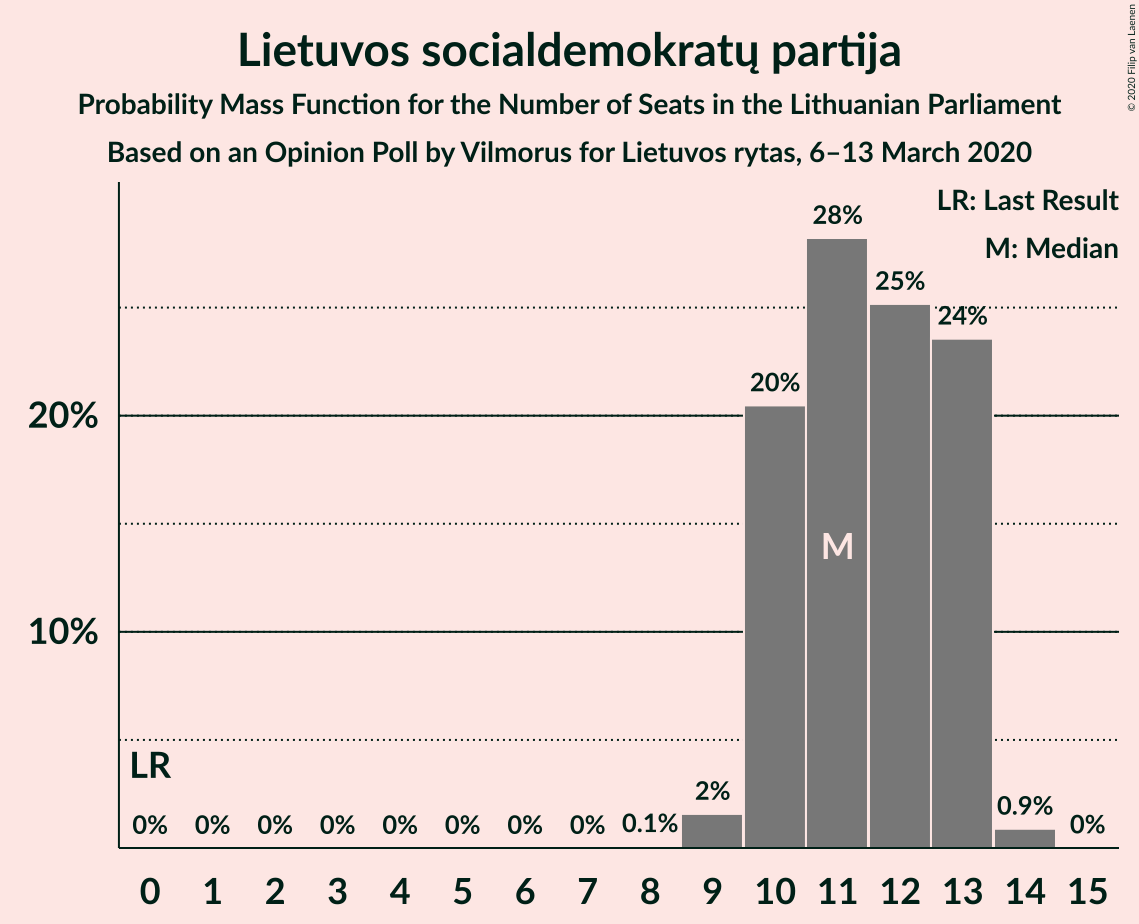 Lietuvos socialdemokratų partija
Probability Mass Function for the Number of Seats in the Lithuanian Parliament
Based on an Opinion Poll by Vilmorus for Lietuvos rytas, 6–13 March 2020
© 2020 Filip van Laenen
LR: Last Result
M: Median
28%
25%
24%
20%
20%
M
10%
LR
0% 0% 0% 0% 0% 0% 0% 0% 0.1% 2% 0.9% 0%
0 1 2 3 4 5 6 7 8 9 10 11 12 13 14 15